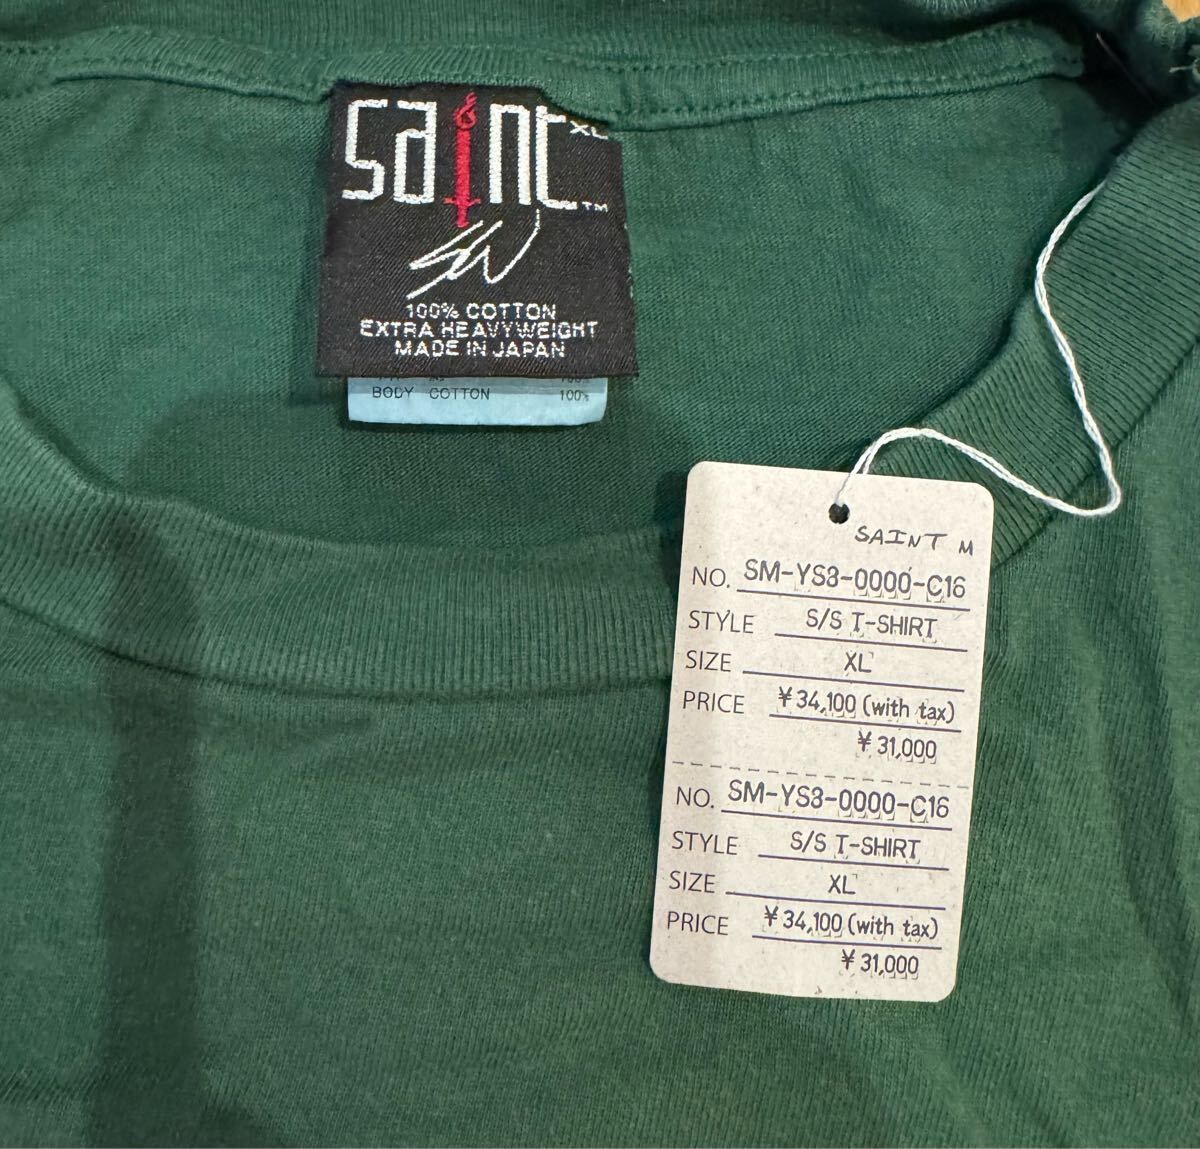 saint XL
™
100% COTTON
EXTRA HEAVYWEIGHT
MADE IN JAPAN
BODY COTTON 100%
SAINT M
NO. SM-YS3-0000-C16
STYLE S/S T-SHIRT
SIZE XL
PRICE ¥34,100 (with tax)
¥31,000
NO. SM-YS3-0000-C16
STYLE S/S T-SHIRT
SIZE XL
PRICE ¥34,100 (with tax)
¥31,000